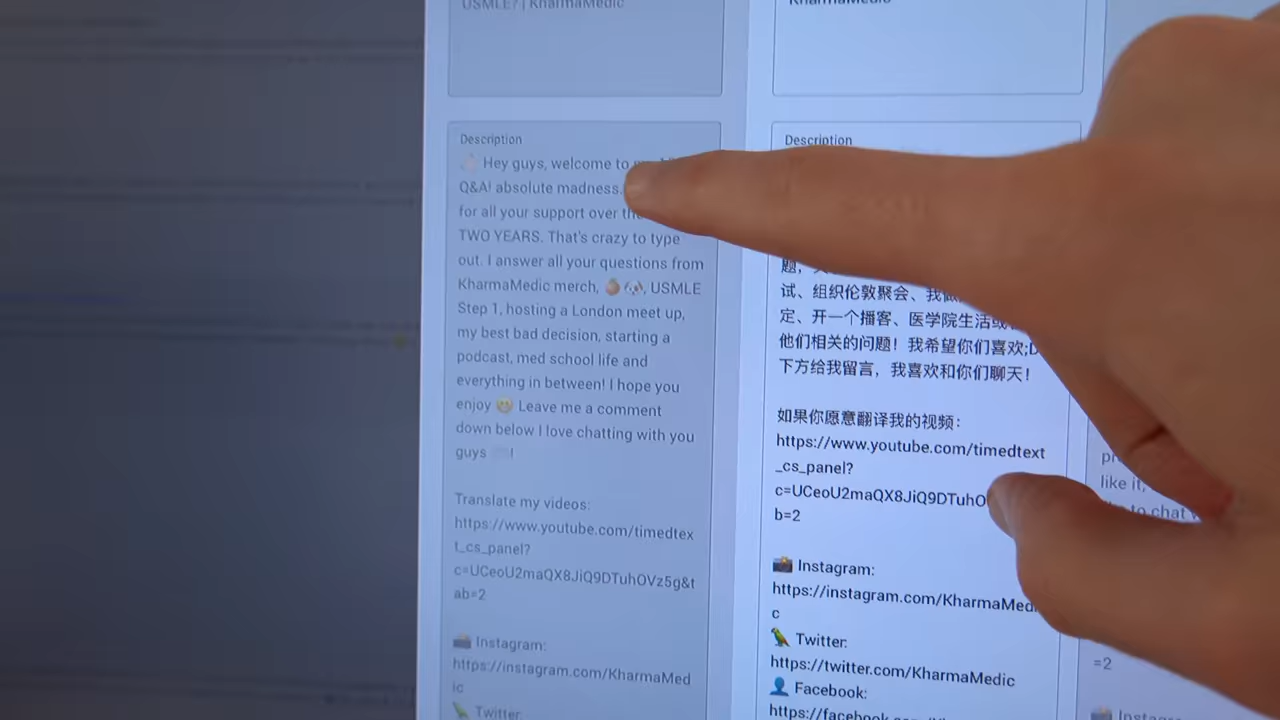 USMLE? | KharmaMedic
Description
Hey guys, welcome to
Q&A! absolute madness.
for all your support over the
TWO YEARS. That's crazy to type
out. I answer all your questions from
KharmaMedic merch, 🥚🐶, USMLE
Step 1, hosting a London meet up,
my best bad decision, starting a
podcast, med school life and
everything in between! I hope you
enjoy 😁 Leave me a comment
down below I love chatting with you
guys !
Translate my videos:
https://www.youtube.com/timedtex
t_cs_panel?
c=UCeoU2maQX8JiQ9DTuhOVz5g&t
ab=2
📸 Instagram:
https://instagram.com/KharmaMed
ic
🦜 Twitter:
KharmaMedic
Description
题,
试、组织伦敦聚会、我做
定、开一个播客、医学院生活或
他们相关的问题！我希望你们喜欢;D
下方给我留言，我喜欢和你们聊天！
如果你愿意翻译我的视频：
https://www.youtube.com/timedtext
_cs_panel?
c=UCeoU2maQX8JiQ9DTuhO
b=2
📸 Instagram:
https://instagram.com/KharmaMedi
c
🦜 Twitter:
https://twitter.com/KharmaMedic
👤 Facebook:
https://facebook.com/
like it,
to chat
=2
📸 Instagram